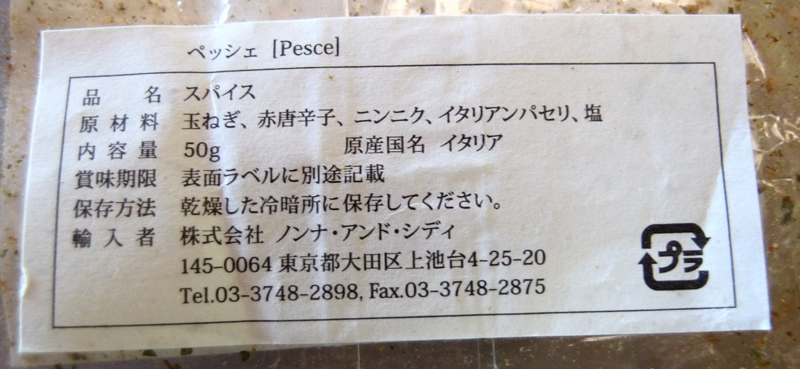 ペッシェ [Pesce]
品名 スパイス
原材料 玉ねぎ、赤唐辛子、ニンニク、イタリアンパセリ、塩
内容量 50g 原産国名 イタリア
賞味期限 表面ラベルに別途記載
保存方法 乾燥した冷暗所に保存してください。
輸入者 株式会社 ノンナ・アンド・シディ
145-0064 東京都大田区上池台4-25-20
Tel.03-3748-2898, Fax.03-3748-2875
プラ